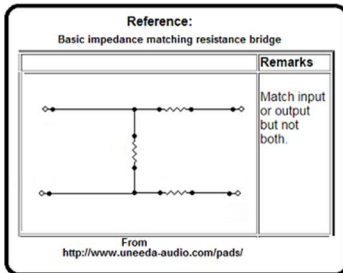 Reference:
Basic impedance matching resistance bridge
Remarks
Match input
or output
but not
both.
From
http://www.uneeda-audio.com/pads/